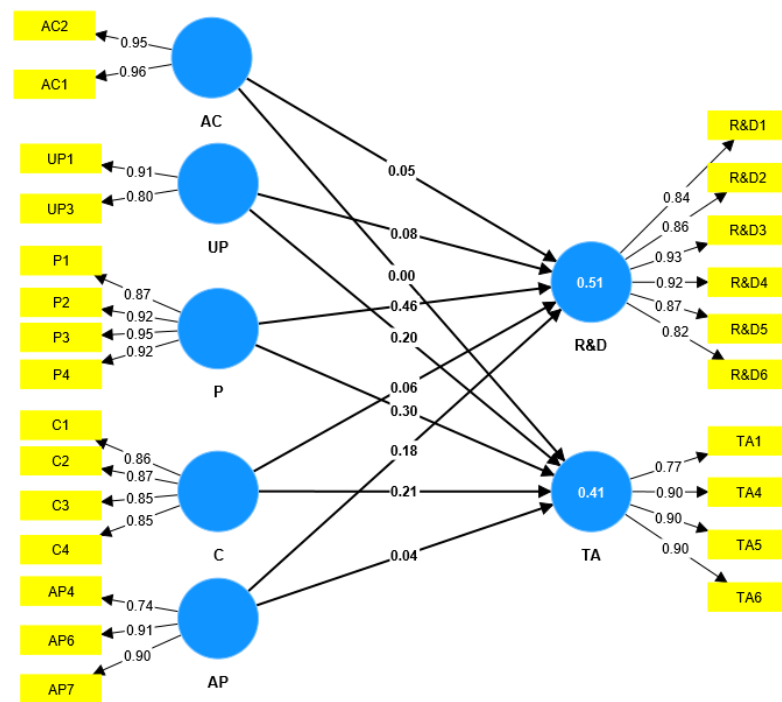 AC2
0.95
AC1
0.96
AC
UP1
0.91
UP3
0.80
UP
P1
0.87
P2
0.92
P3
0.95
P4
0.92
P
C1
0.86
C2
0.87
C3
0.85
C4
0.85
C
AP4
0.74
AP6
0.91
AP7
0.90
AP
0.05
0.08
0.00
0.46
0.20
0.06
0.30
0.18
0.21
0.04
0.51
R&D
0.41
TA
R&D1
0.84
R&D2
0.86
R&D3
0.93
R&D4
0.92
R&D5
0.87
R&D6
0.82
TA1
0.77
TA4
0.90
TA5
0.90
TA6
0.90